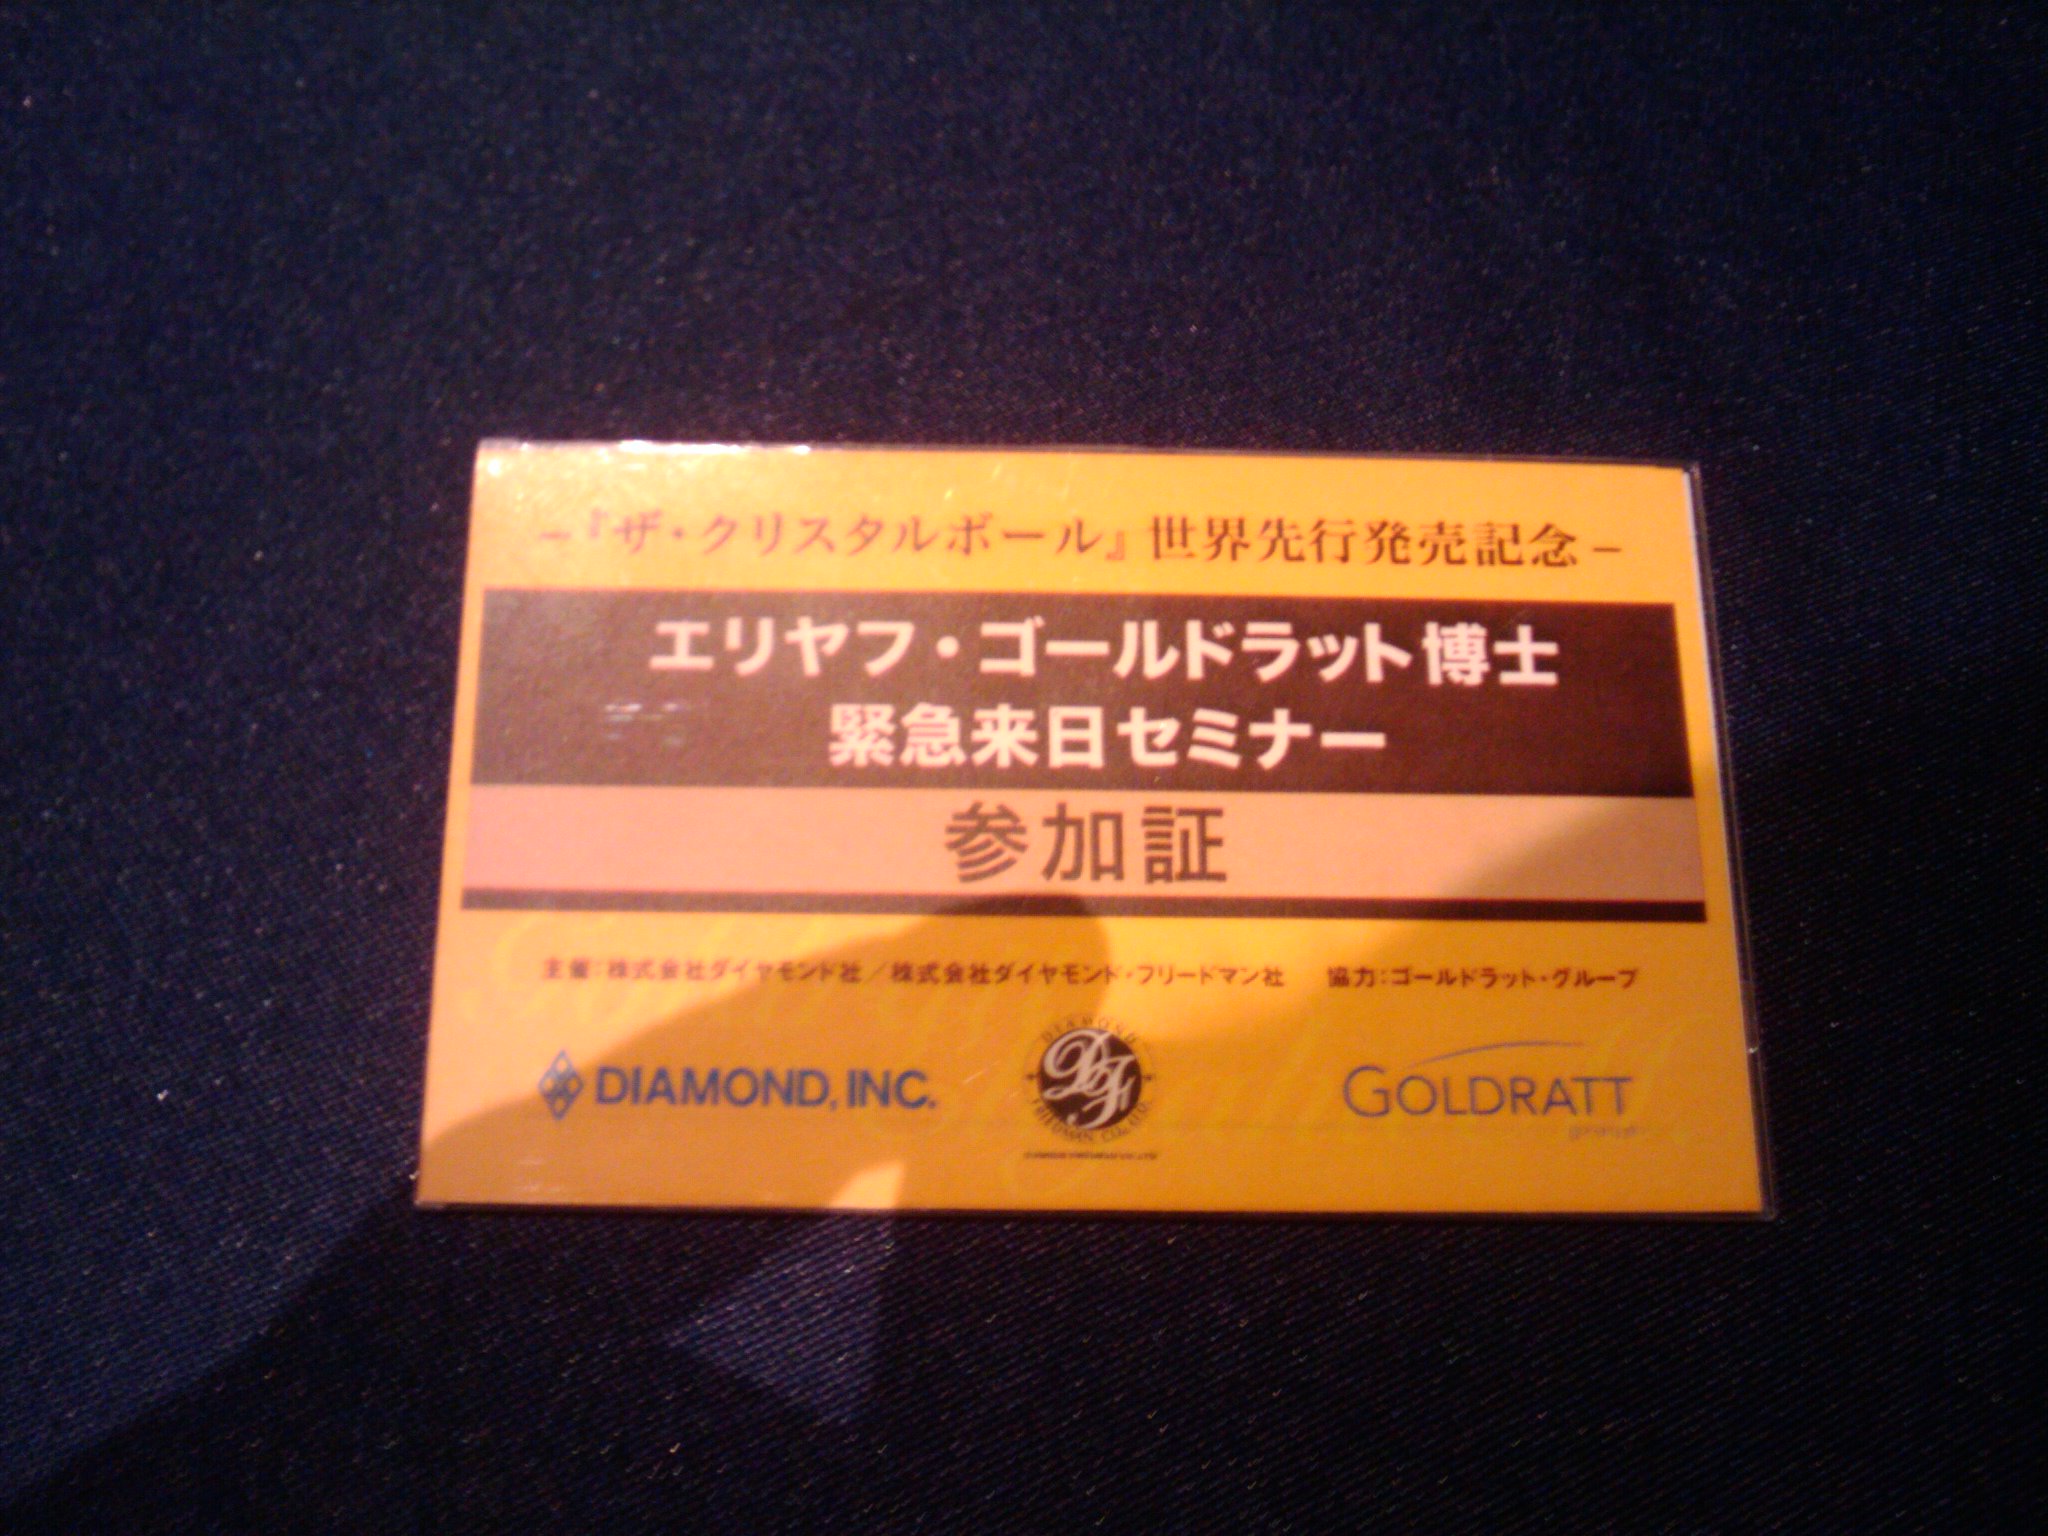 –『ザ・クリスタルボール』世界先行発売記念–
エリヤフ・ゴールドラット博士
緊急来日セミナー
参加証
主催:株式会社ダイヤモンド社/株式会社ダイヤモンド・フリードマン社 協力:ゴールドラット・グループ
DIAMOND, INC.
DIAMOND
FRIEDMAN CO., LTD.
GOLDRATT